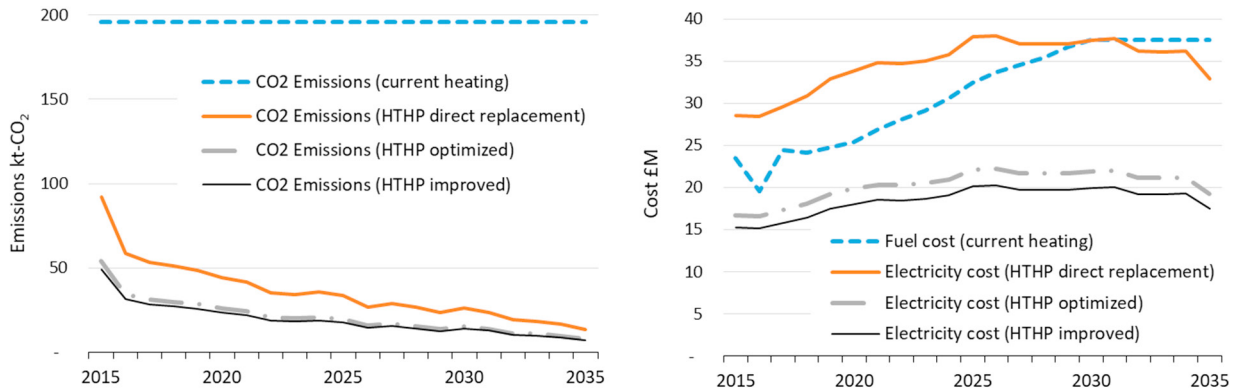 200
150
100
50
-
Emissions kt-CO2
CO2 Emissions (current heating)
CO2 Emissions (HTHP direct replacement)
CO2 Emissions (HTHP optimized)
CO2 Emissions (HTHP improved)
2015 2020 2025 2030 2035
40
35
30
25
20
15
10
5
-
Cost £M
Fuel cost (current heating)
Electricity cost (HTHP direct replacement)
Electricity cost (HTHP optimized)
Electricity cost (HTHP improved)
2015 2020 2025 2030 2035